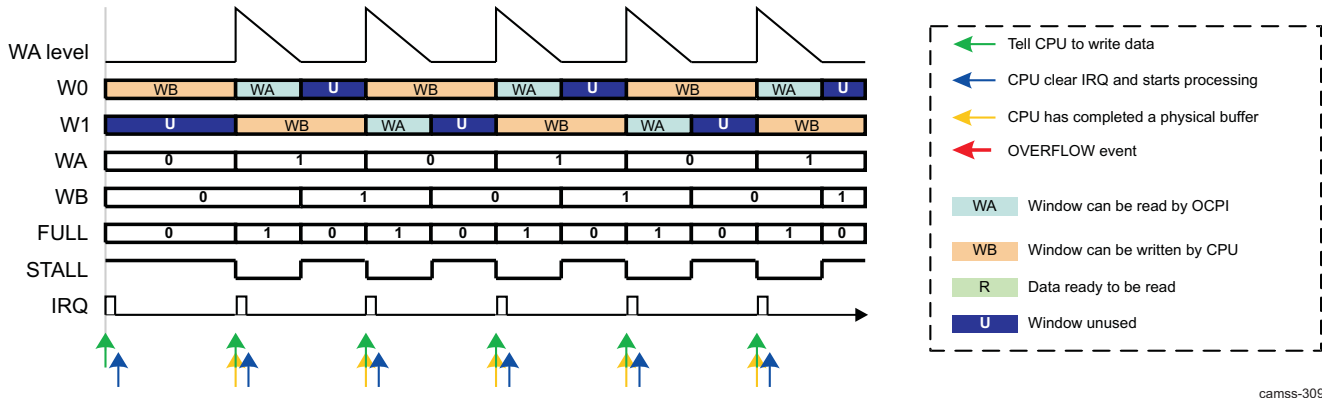 WA level
W0 WB WA U WB WA U WB WA U
W1 U WB WA U WB WA U WB
WA 0 1 0 1 0 1
WB 0 1 0 1 0 1
FULL 0 1 0 1 0 1 0 1 0 1 0
STALL
IRQ
Tell CPU to write data
CPU clear IRQ and starts processing
CPU has completed a physical buffer
OVERFLOW event
WA Window can be read by OCPI
WB Window can be written by CPU
R Data ready to be read
U Window unused
camss-309